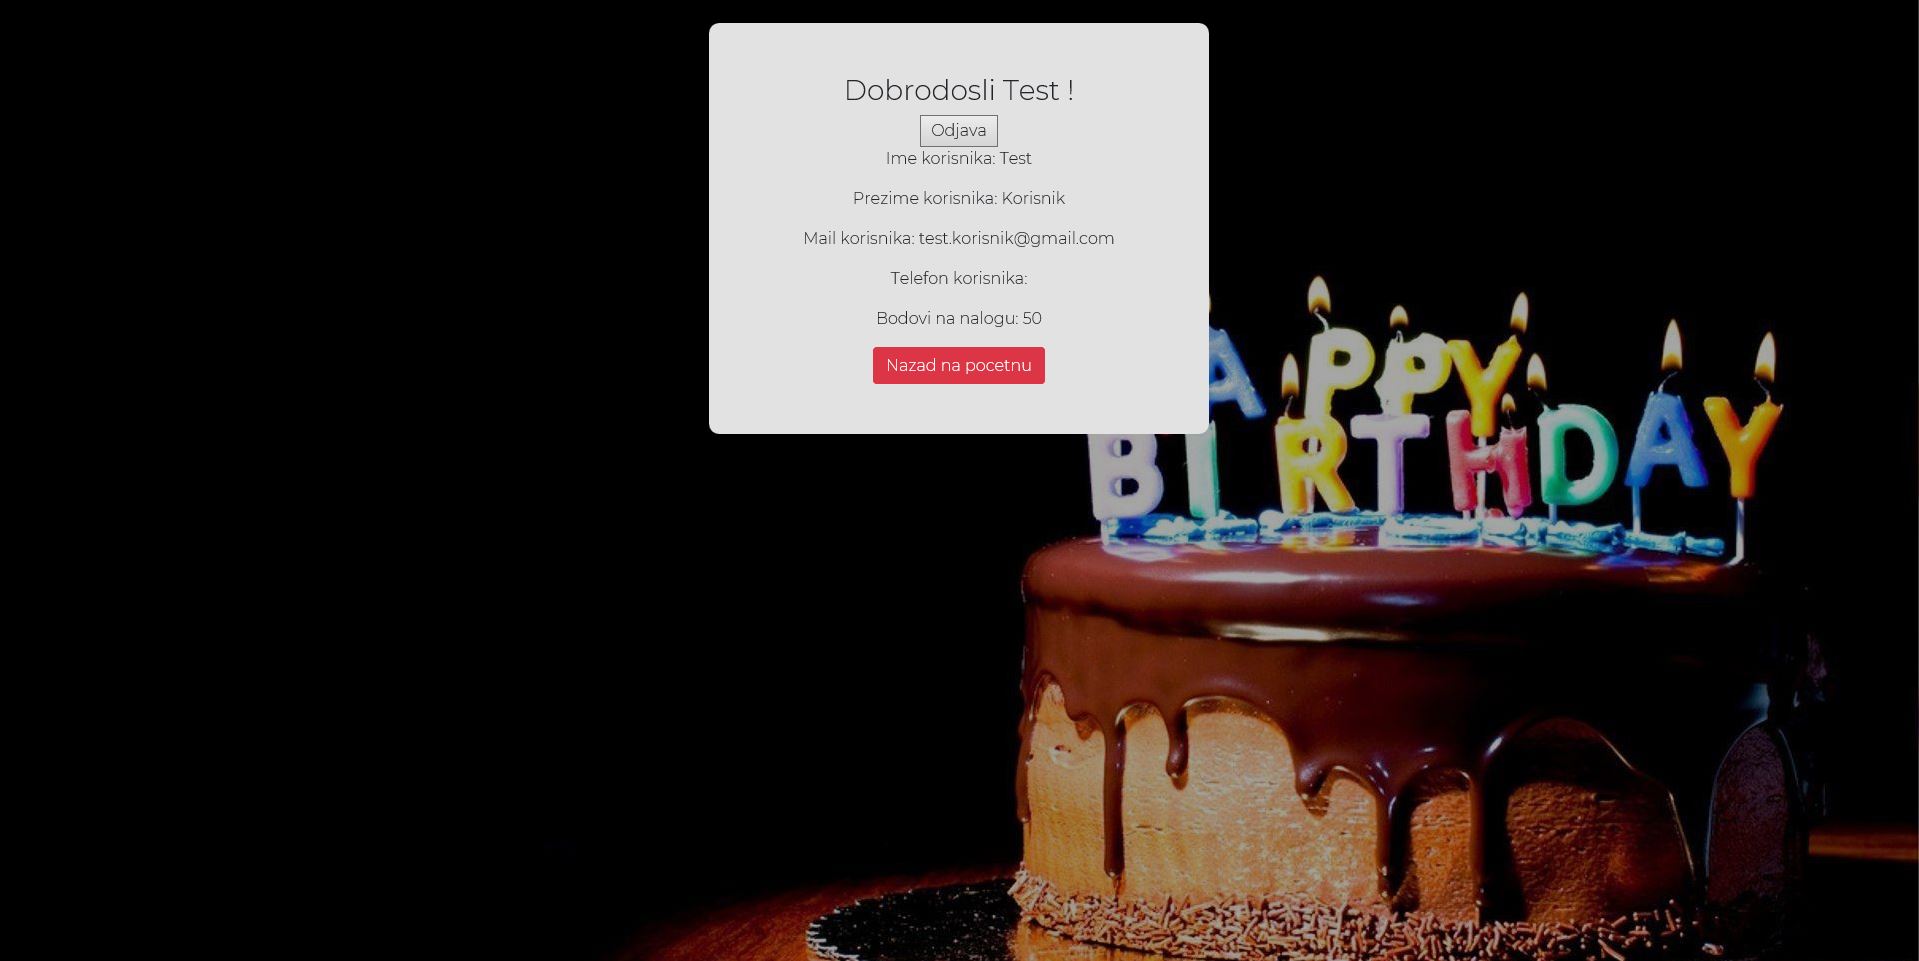 Dobrodosli Test !
Odjava
Ime korisnika: Test
Prezime korisnika: Korisnik
Mail korisnika: test.korisnik@gmail.com
Telefon korisnika:
Bodovi na nalogu: 50
Nazad na pocetnu
APPY
BIRTHDAY